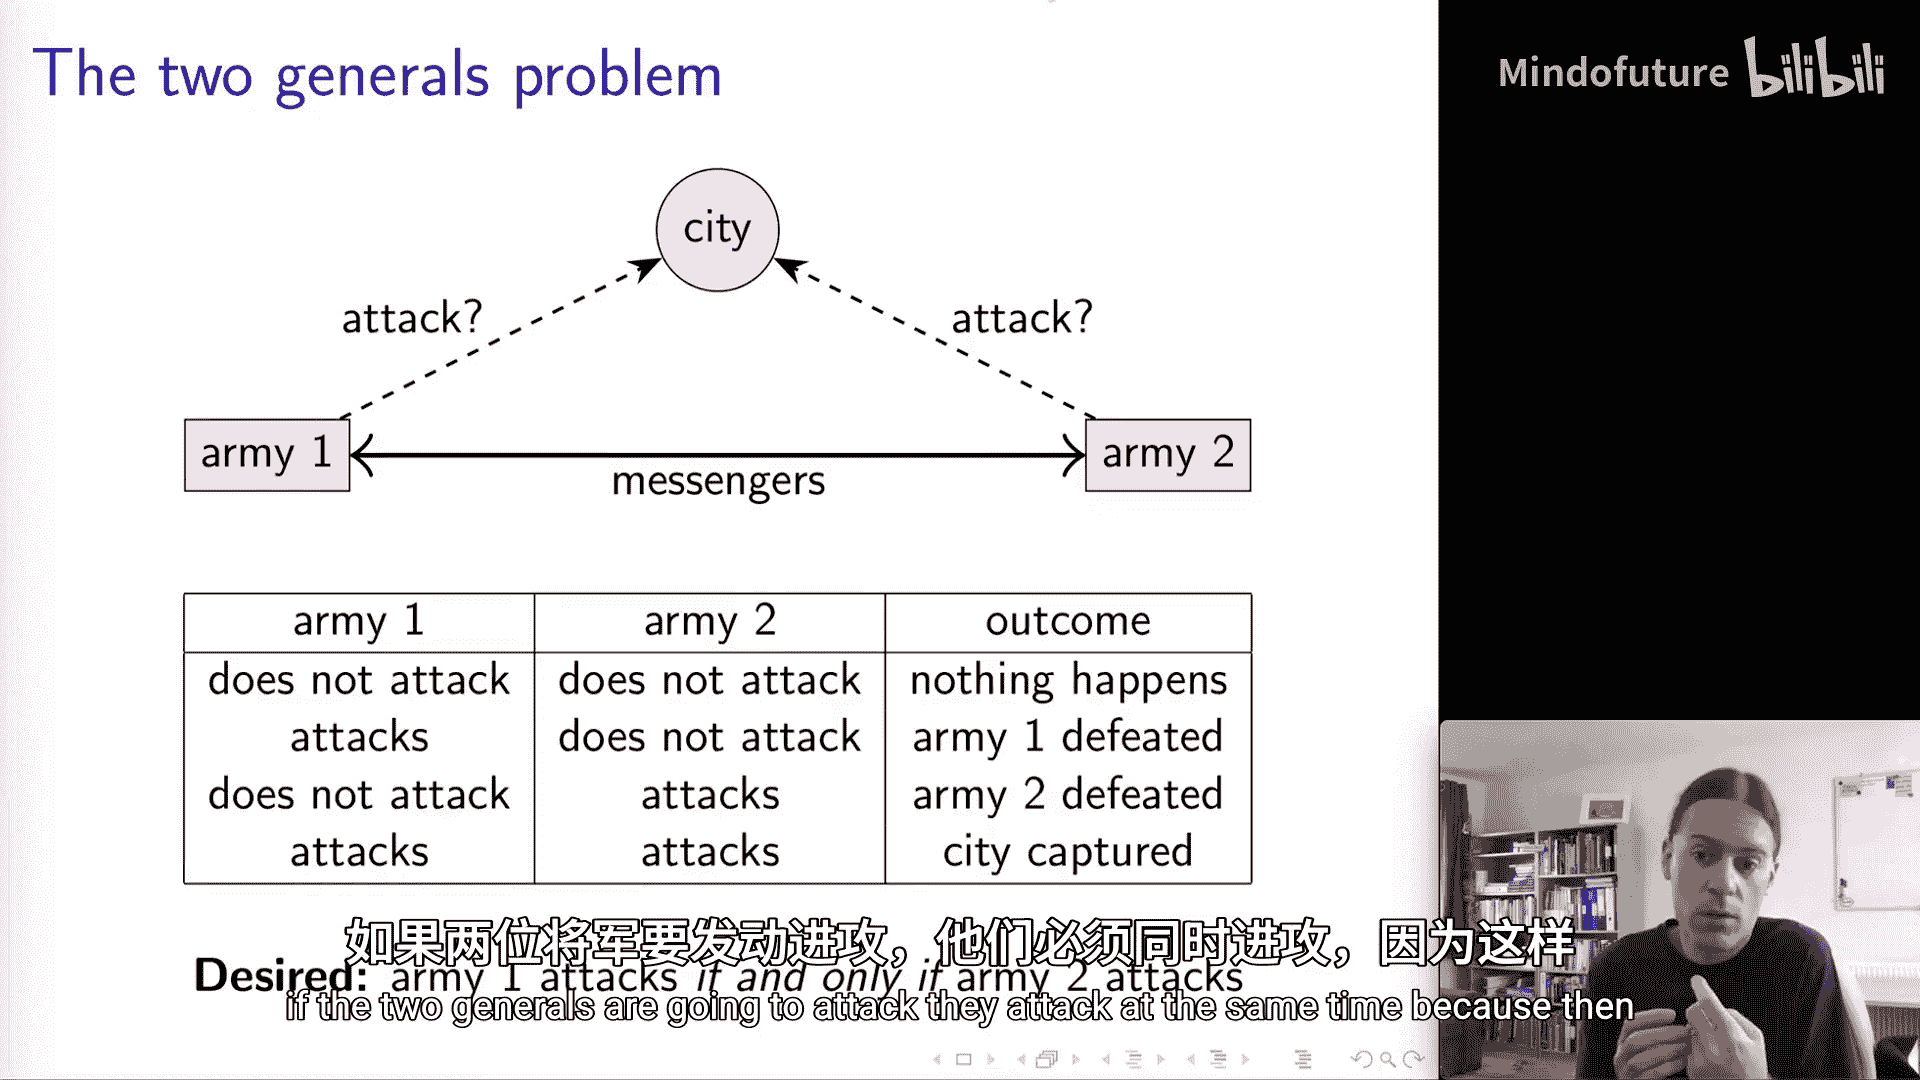 The two generals problem
Mindofuture bilibili
city
attack?
attack?
army 1
army 2
messengers
army 1 army 2 outcome
does not attack does not attack nothing happens
attacks does not attack army 1 defeated
does not attack attacks army 2 defeated
attacks attacks city captured
如果两位将军要发动进攻，他们必须同时进攻，因为这样
Desired: army 1 attacks if and only if army 2 attacks
if the two generals are going to attack they attack at the same time because then